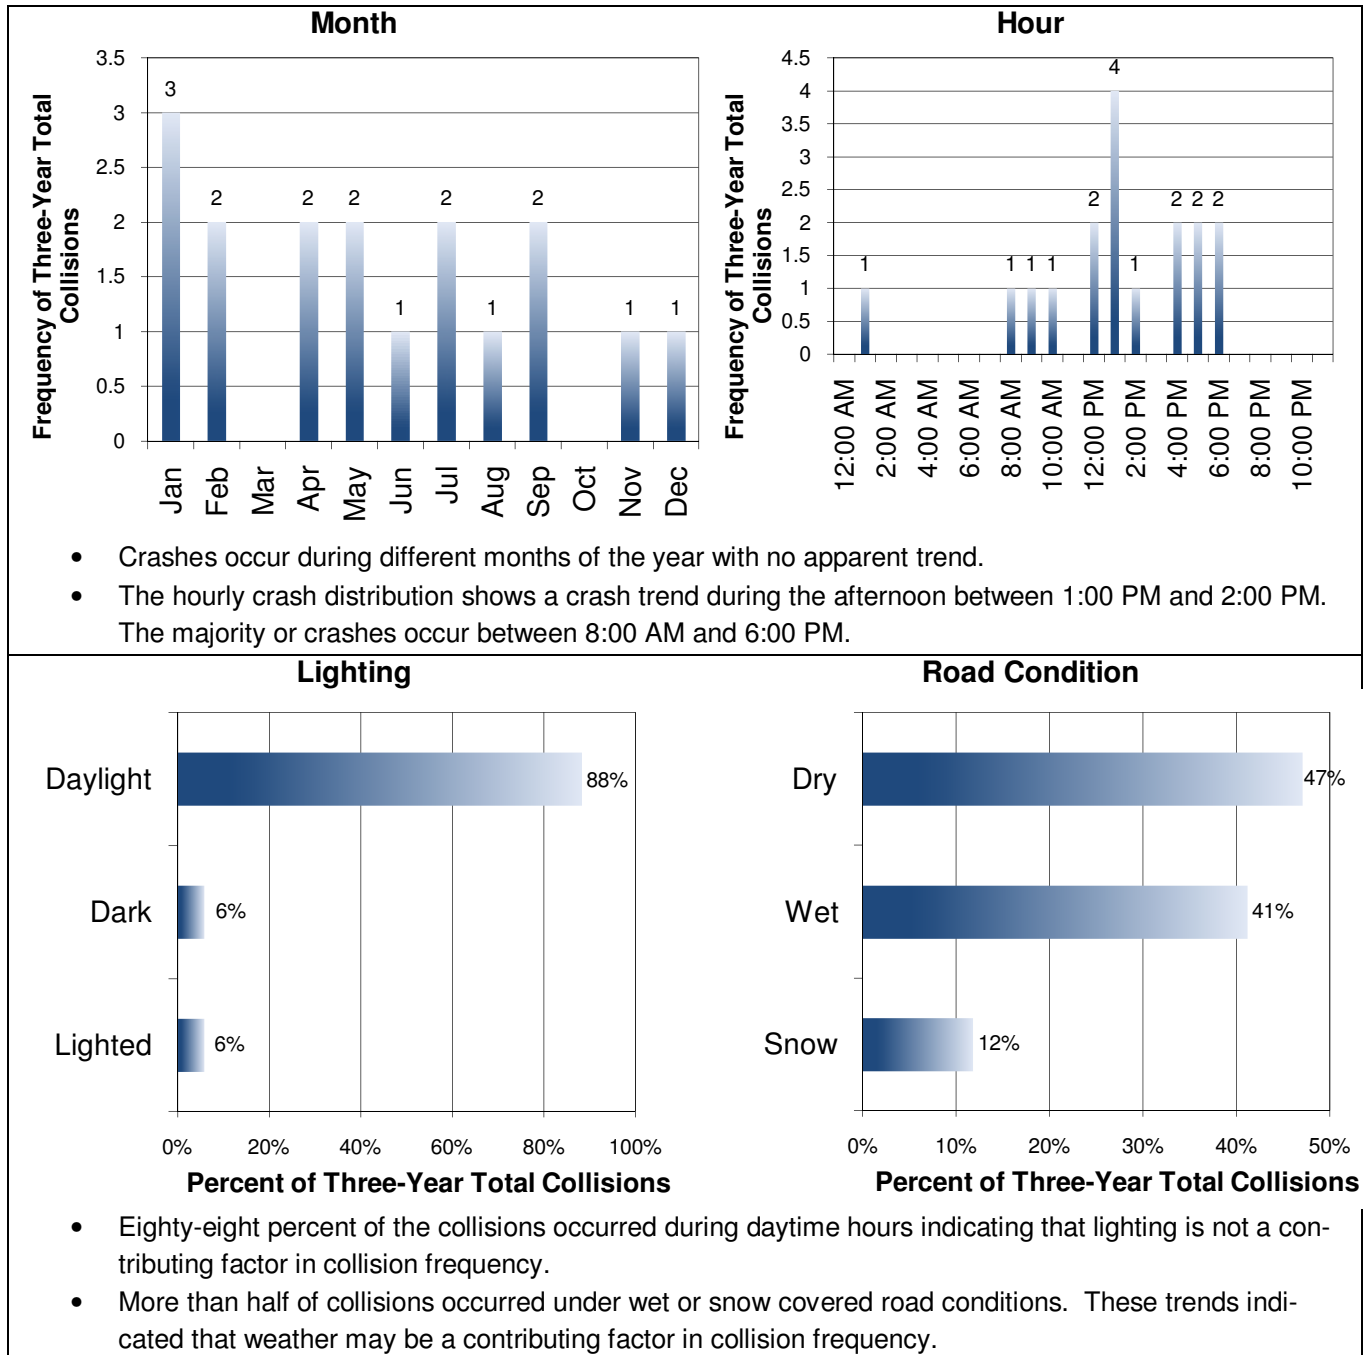 Month
Frequency of Three-Year Total
Collisions
3.5
3
2.5
2
1.5
1
0.5
0
3
2
2
2
1
2
1
2
1
1
Jan
Feb
Mar
Apr
May
Jun
Jul
Aug
Sep
Oct
Nov
Dec
Hour
Frequency of Three-Year Total
Collisions
4.5
4
3.5
3
2.5
2
1.5
1
0.5
0
1
1
1
1
2
4
1
2
2
2
12:00 AM
2:00 AM
4:00 AM
6:00 AM
8:00 AM
10:00 AM
12:00 PM
2:00 PM
4:00 PM
6:00 PM
8:00 PM
10:00 PM
• Crashes occur during different months of the year with no apparent trend.
• The hourly crash distribution shows a crash trend during the afternoon between 1:00 PM and 2:00 PM.
The majority or crashes occur between 8:00 AM and 6:00 PM.
Lighting
Daylight
88%
Dark
6%
Lighted
6%
0% 20% 40% 60% 80% 100%
Percent of Three-Year Total Collisions
Road Condition
Dry
47%
Wet
41%
Snow
12%
0% 10% 20% 30% 40% 50%
Percent of Three-Year Total Collisions
• Eighty-eight percent of the collisions occurred during daytime hours indicating that lighting is not a con-
tributing factor in collision frequency.
• More than half of collisions occurred under wet or snow covered road conditions.  These trends indi-
cated that weather may be a contributing factor in collision frequency.